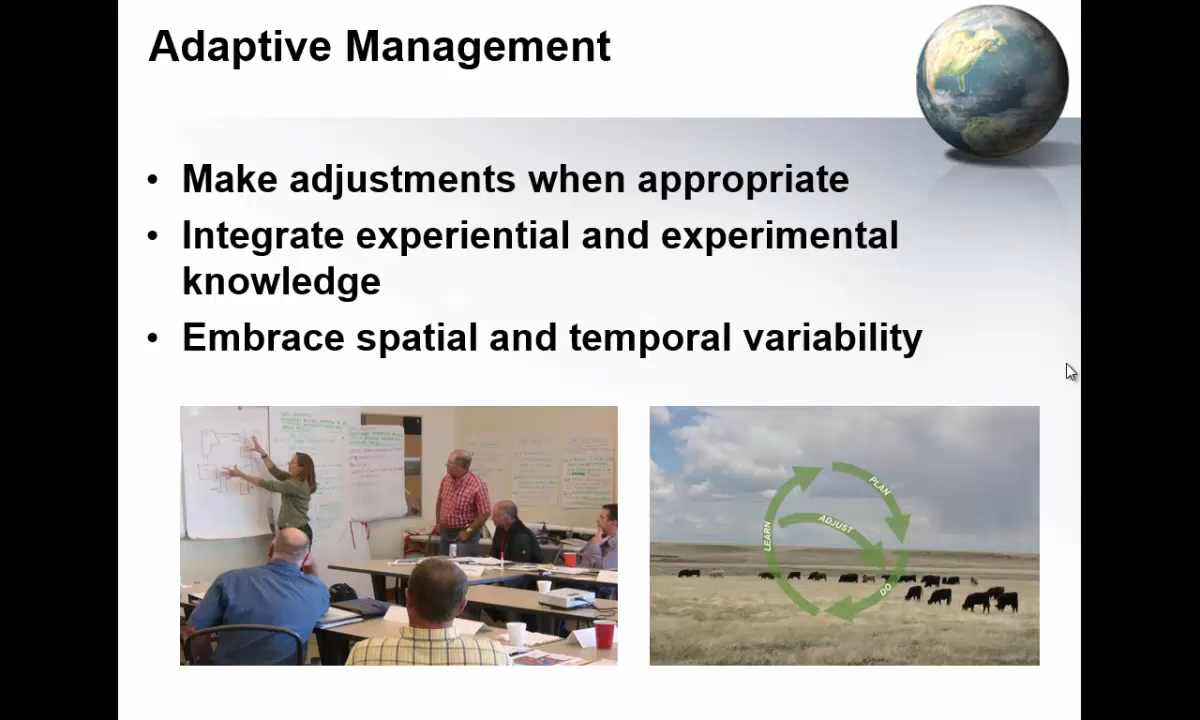 Adaptive Management
• Make adjustments when appropriate
• Integrate experiential and experimental
knowledge
• Embrace spatial and temporal variability
PLAN
ADJUST
LEARN
DO